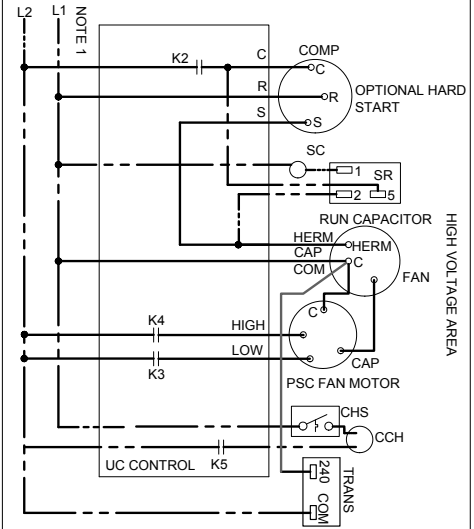 L2
L1
NOTE 1
K2
C
COMP
C
R
R
OPTIONAL HARD
START
S
S
SC
1
SR
2
5
RUN CAPACITOR
HERM
HERM
CAP
C
COM
FAN
HIGH VOLTAGE AREA
C
K4
HIGH
LOW
K3
CAP
PSC FAN MOTOR
CHS
CCH
UC CONTROL
K5
240
COM
TRANS